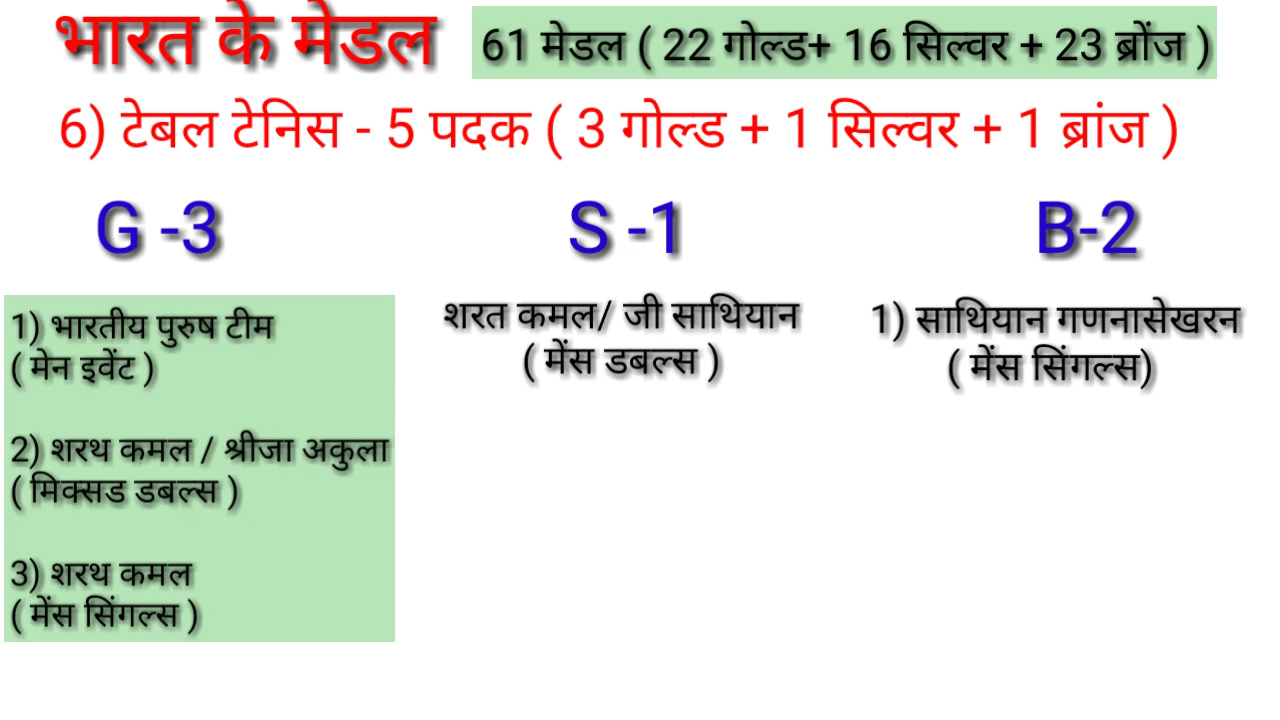 भारत के मेडल
61 मेडल ( 22 गोल्ड+ 16 सिल्वर + 23 ब्रोंज )
6) टेबल टेनिस - 5 पदक ( 3 गोल्ड + 1 सिल्वर + 1 ब्रांज )
G -3
S -1
B-2
1) भारतीय पुरुष टीम
( मेन इवेंट )
2) शरथ कमल / श्रीजा अकुला
( मिक्सड डबल्स )
3) शरथ कमल
( मेंस सिंगल्स )
शरत कमल/ जी साथियान
( मेंस डबल्स )
1) साथियान गणनासेखरन
( मेंस सिंगल्स)